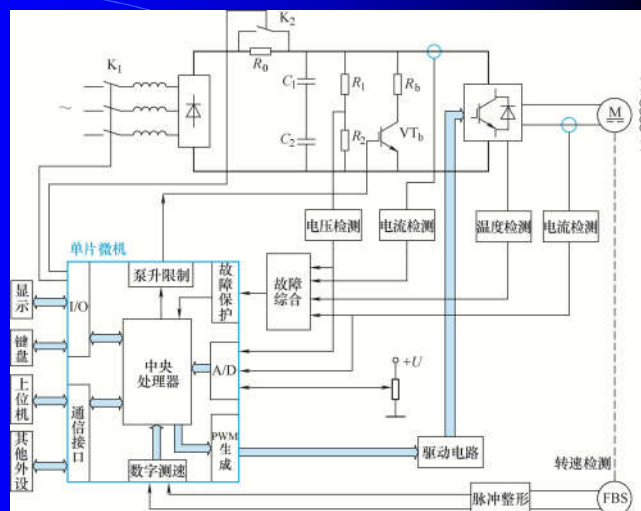 K₂
K₁
R₀
C₁
R₁
R_b
C₂
R₂
VT_b
M
~
电压检测
电流检测
温度检测
电流检测
单片微机
泵升限制
故障保护
故障综合
显示
I/O
键盘
中央处理器
A/D
+U
上位机
通信接口
PWM生成
驱动电路
其他外设
数字测速
转速检测
脉冲整形
FBS